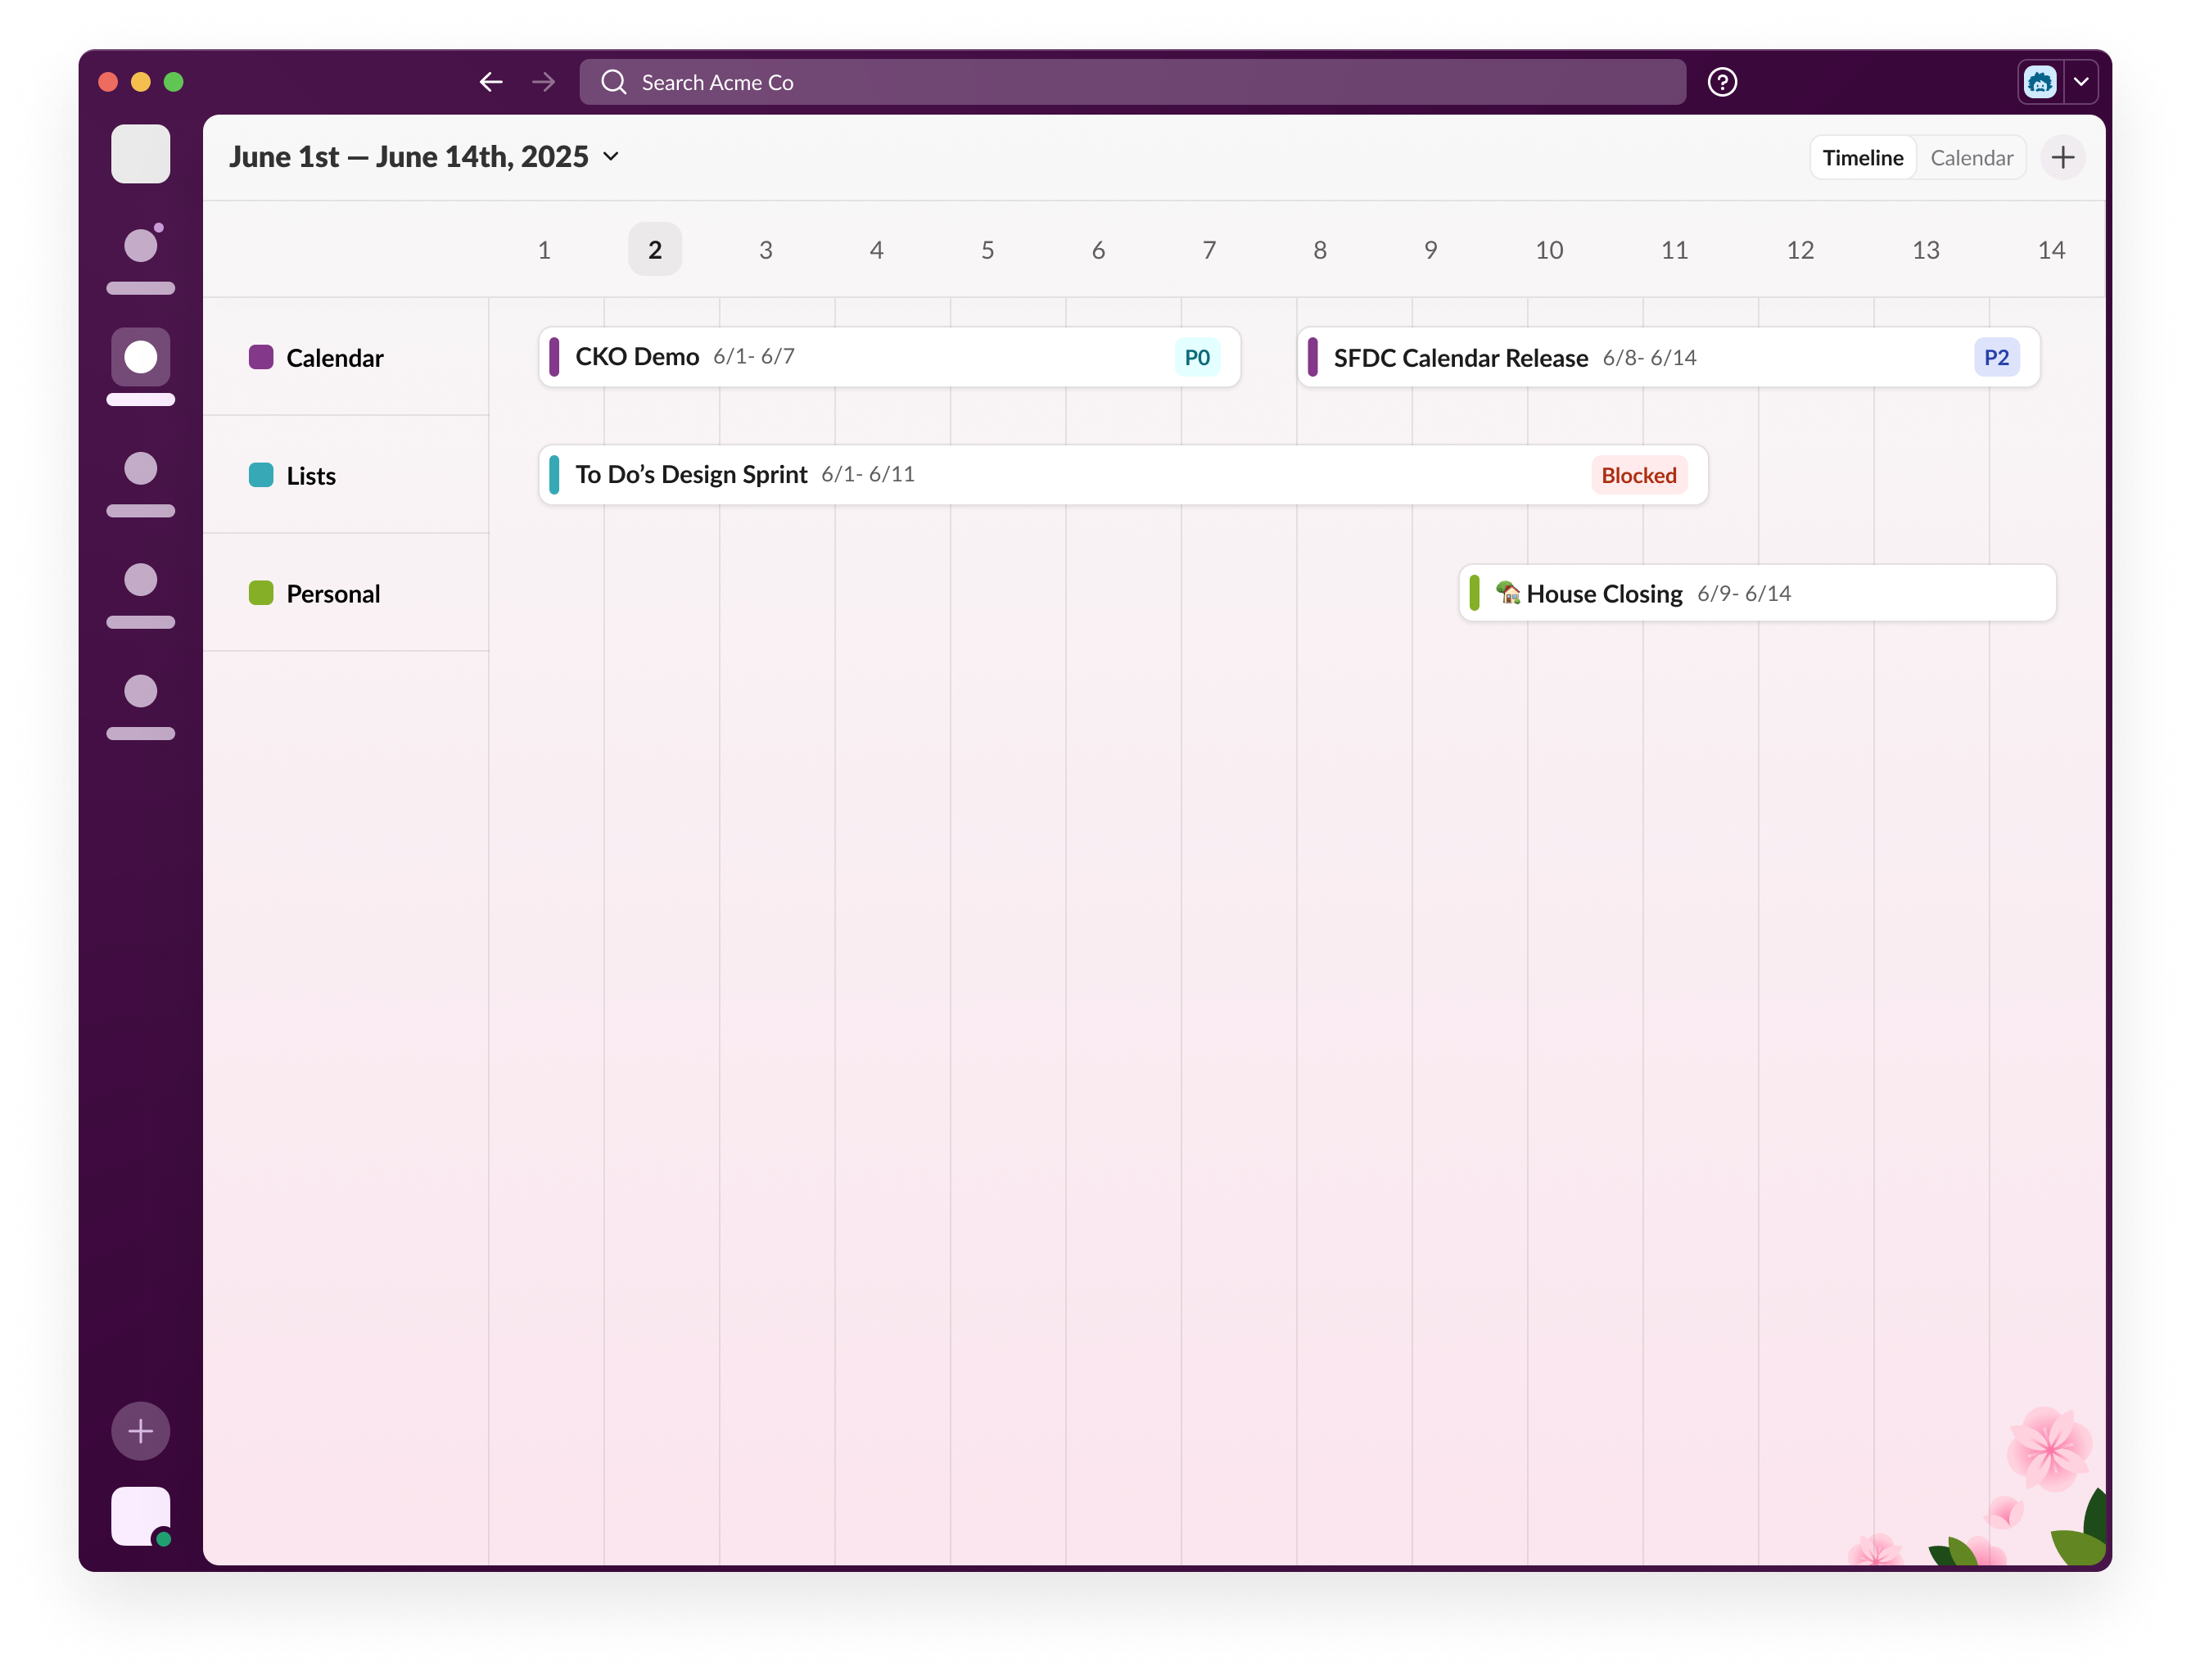 Search Acme Co
June 1st — June 14th, 2025
Timeline Calendar
1 2 3 4 5 6 7 8 9 10 11 12 13 14
Calendar
CKO Demo 6/1- 6/7 P0
SFDC Calendar Release 6/8- 6/14 P2
Lists
To Do’s Design Sprint 6/1- 6/11 Blocked
Personal
House Closing 6/9- 6/14